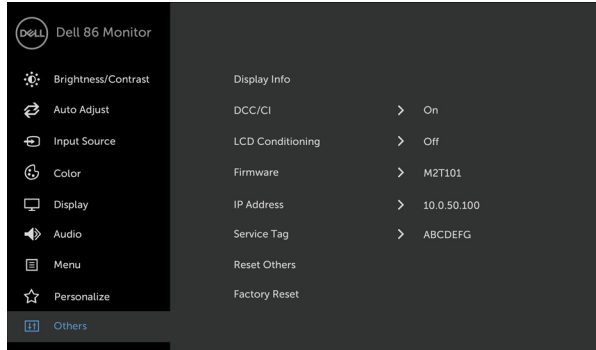 DELL Dell 86 Monitor
Brightness/Contrast
Auto Adjust
Input Source
Color
Display
Audio
Menu
Personalize
Others
Display Info
DCC/CI > On
LCD Conditioning > Off
Firmware > M2T101
IP Address > 10.0.50.100
Service Tag > ABCDEFG
Reset Others
Factory Reset